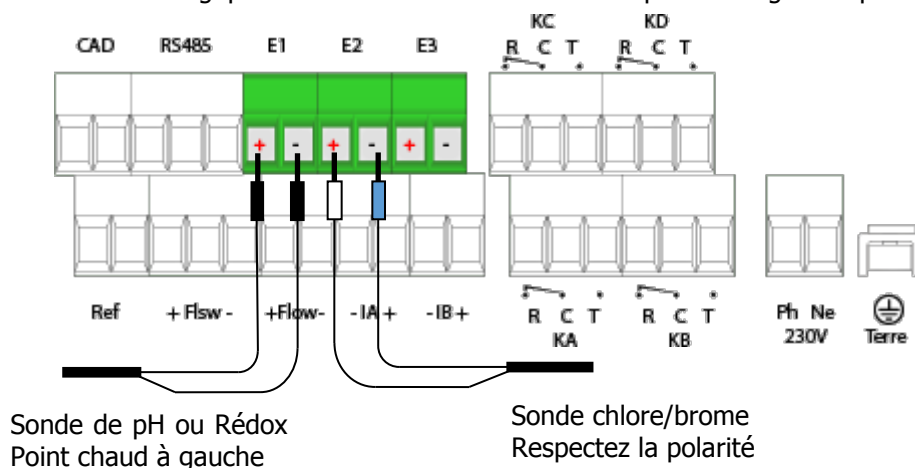 KC KD
CAD RS485 E1 E2 E3 R C T R C T
+ - + - + -
Ref + Flsw - +Flow- - IA + - IB + R C T R C T Ph Ne
KA KB 230V Terre
Sonde de pH ou Rédox
Point chaud à gauche
Sonde chlore/brome
Respectez la polarité